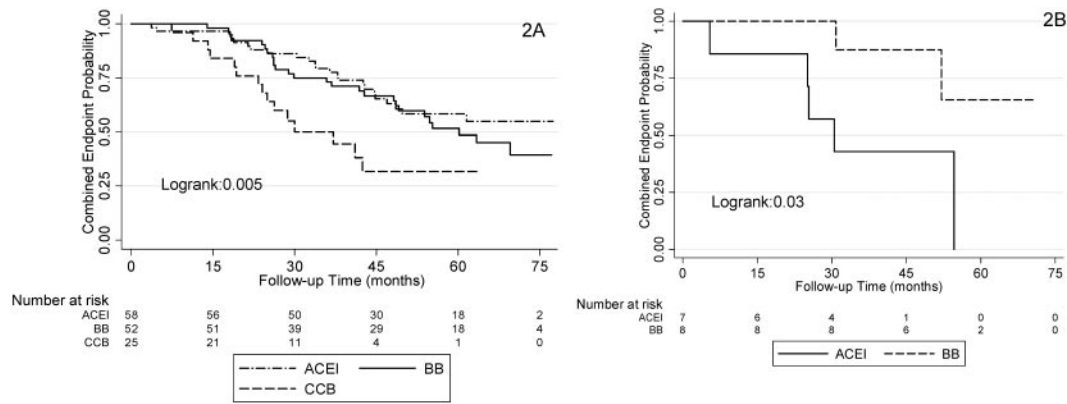 2A
Combined Endpoint Probability
1.00
0.75
0.50
0.25
0.00
Logrank:0.005
0 15 30 45 60 75
Follow-up Time (months)
Number at risk
ACEI 58 56 50 30 18 2
BB 52 51 39 29 18 4
CCB 25 21 11 4 1 0
ACEI BB
CCB
2B
Combined Endpoint Probability
1.00
0.75
0.50
0.25
0.00
Logrank:0.03
0 15 30 45 60 75
Follow-up Time (months)
Number at risk
ACEI 7 6 4 1 0 0
BB 8 8 8 6 2 0
ACEI BB